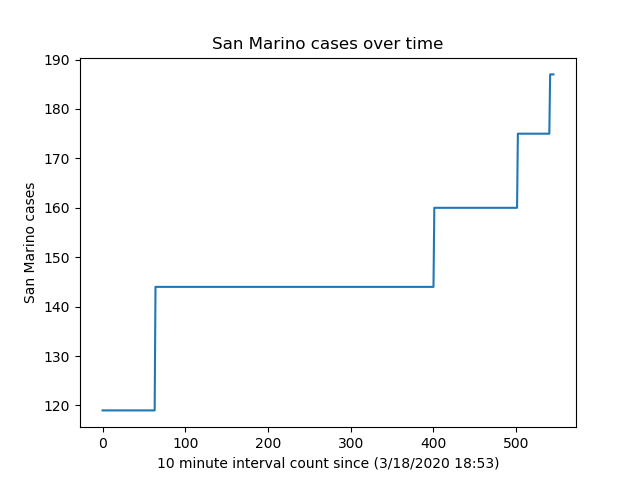 San Marino cases over time
190
180
170
160
150
140
130
120
San Marino cases
0 100 200 300 400 500
10 minute interval count since (3/18/2020 18:53)